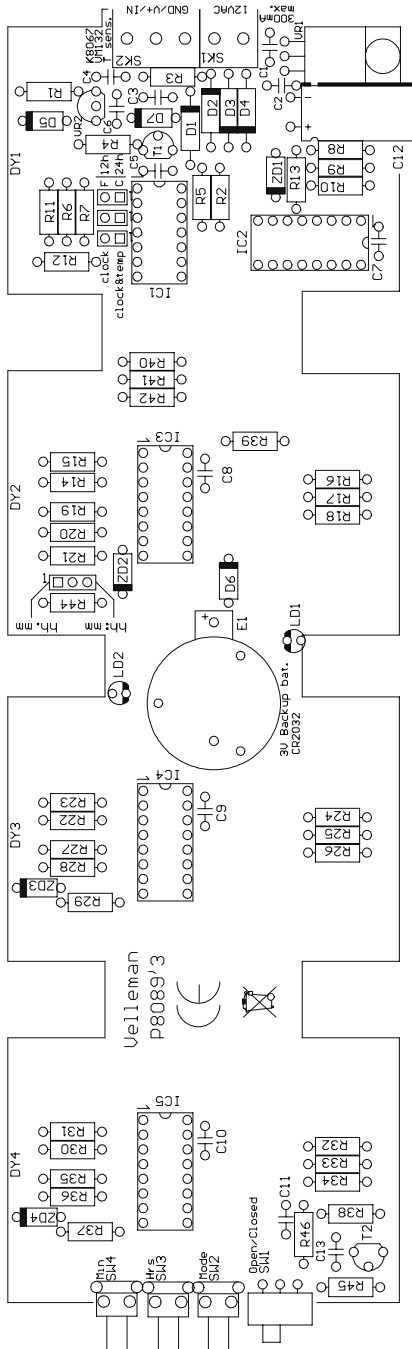 K8067
VM132
T sens.
GND/V+/IN
12VAC
300mA
max.
SK2
SK1
VR1
C4
C1
R1
R3
C2
D5
VR2
C6
C3
D7
D1
D2
D3
D4
R4
T1
C5
DY1
F 12h
C 24h
R8
R9
R10
C12
ZD1
R13
R11
R6
R7
R5
R2
IC2
R12
clock
clock&temp
IC1
C7
R40
R41
R42
R39
IC3
1
C8
DY2
R15
R14
R19
R20
R21
R16
R17
R18
ZD2
D6
1
R44
hh.mm
hh:mm
+
E1
LD1
LD2
3V Backup bat.
CR2032
DY3
R23
R22
R27
R28
ZD3
R29
IC4
1
C9
R24
R25
R26
Velleman
P8089'3
CE
DY4
R31
R30
R35
R36
ZD4
R37
IC5
1
C10
R32
R33
R34
C11
R46
R38
C13
T2
R45
Min
SW4
Hrs
SW3
Mode
SW2
Open/Closed
SW1